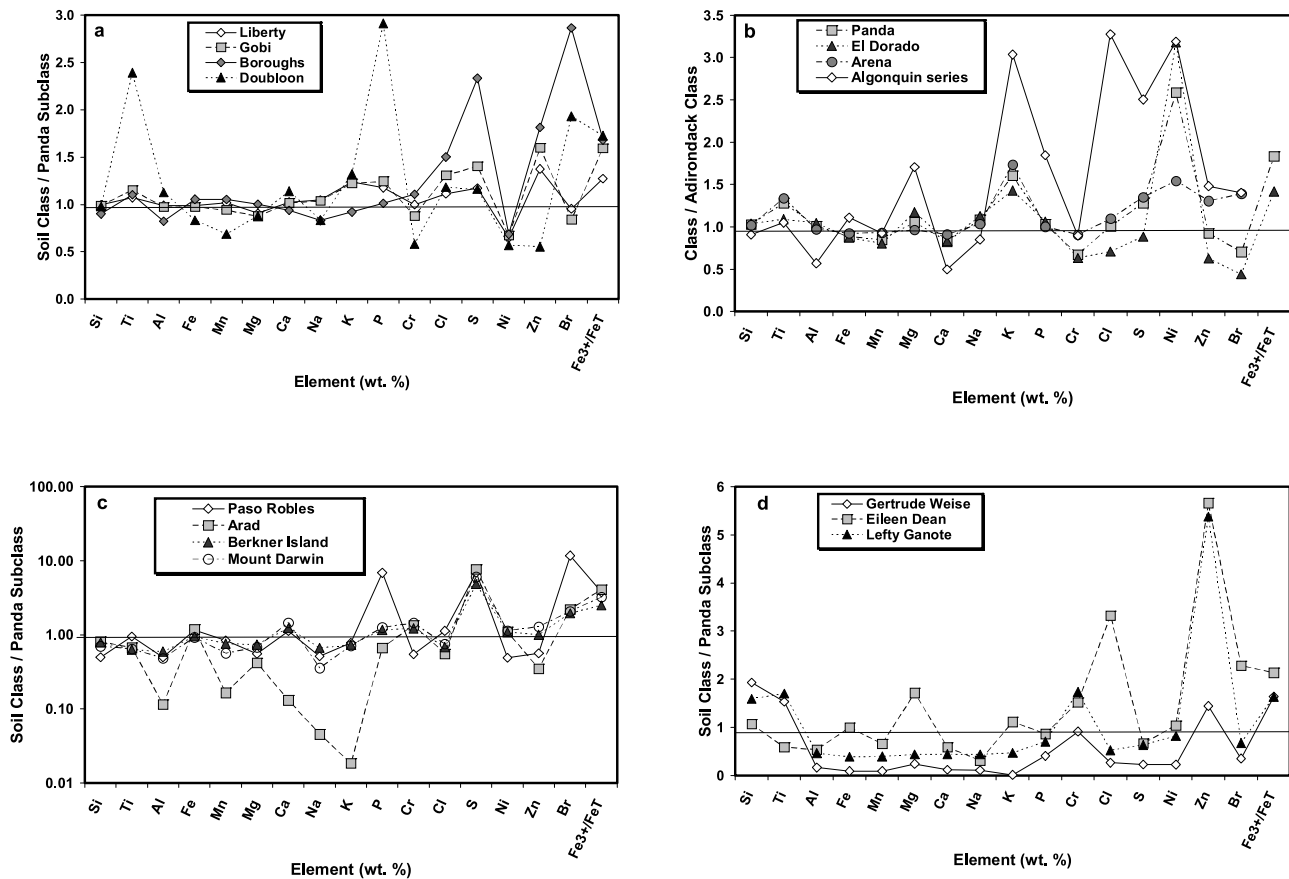 a
Liberty
Gobi
Boroughs
Doubloon
Soil Class / Panda Subclass
3.0
2.5
2.0
1.5
1.0
0.5
0.0
Si Ti Al Fe Mn Mg Ca Na K P Cr Cl S Ni Zn Br Fe3+/FeT
Element (wt. %)
b
Panda
El Dorado
Arena
Algonquin series
Class / Adirondack Class
3.5
3.0
2.5
2.0
1.5
1.0
0.5
0.0
Si Ti Al Fe Mn Mg Ca Na K P Cr Cl S Ni Zn Br Fe3+/FeT
Element (wt. %)
c
Paso Robles
Arad
Berkner Island
Mount Darwin
Soil Class / Panda Subclass
100.00
10.00
1.00
0.10
0.01
Si Ti Al Fe Mn Mg Ca Na K P Cr Cl S Ni Zn Br Fe3+/FeT
Element (wt. %)
d
Gertrude Weise
Eileen Dean
Lefty Ganote
Soil Class / Panda Subclass
6
5
4
3
2
1
0
Si Ti Al Fe Mn Mg Ca Na K P Cr Cl S Ni Zn Br Fe3+/FeT
Element (wt. %)